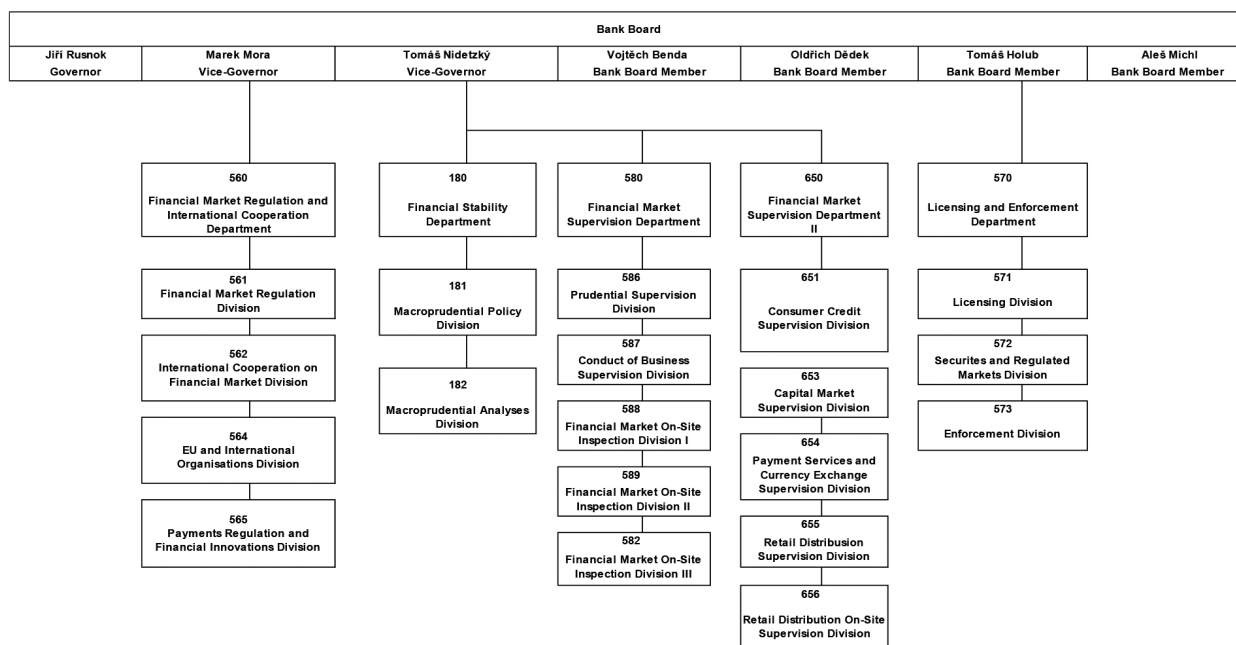 Bank Board
Jiří Rusnok
Governor
Marek Mora
Vice-Governor
Tomáš Nidetzký
Vice-Governor
Vojtěch Benda
Bank Board Member
Oldřich Dědek
Bank Board Member
Tomáš Holub
Bank Board Member
Aleš Michl
Bank Board Member
560
Financial Market Regulation and
International Cooperation
Department
561
Financial Market Regulation
Division
562
International Cooperation on
Financial Market Division
564
EU and International
Organisations Division
565
Payments Regulation and
Financial Innovations Division
180
Financial Stability
Department
181
Macroprudential Policy
Division
182
Macroprudential Analyses
Division
580
Financial Market
Supervision Department
586
Prudential Supervision
Division
587
Conduct of Business
Supervision Division
588
Financial Market On-Site
Inspection Division I
589
Financial Market On-Site
Inspection Division II
582
Financial Market On-Site
Inspection Division III
650
Financial Market
Supervision Department
II
651
Consumer Credit
Supervision Division
653
Capital Market
Supervision Division
654
Payment Services and
Currency Exchange
Supervision Division
655
Retail Distribusion
Supervision Division
656
Retail Distribution On-Site
Supervision Division
570
Licensing and Enforcement
Department
571
Licensing Division
572
Securites and Regulated
Markets Division
573
Enforcement Division